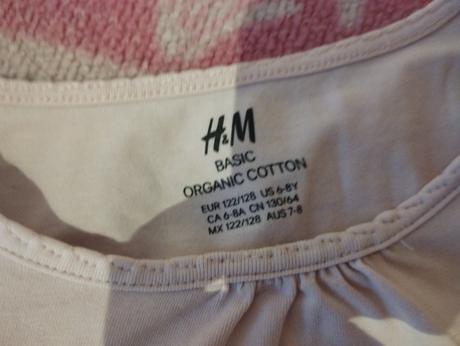 H&M
BASIC
ORGANIC COTTON
EUR 122/128 US 6-8Y
CA 6-8A CN 130/64
MX 122/128 AUS 7-8